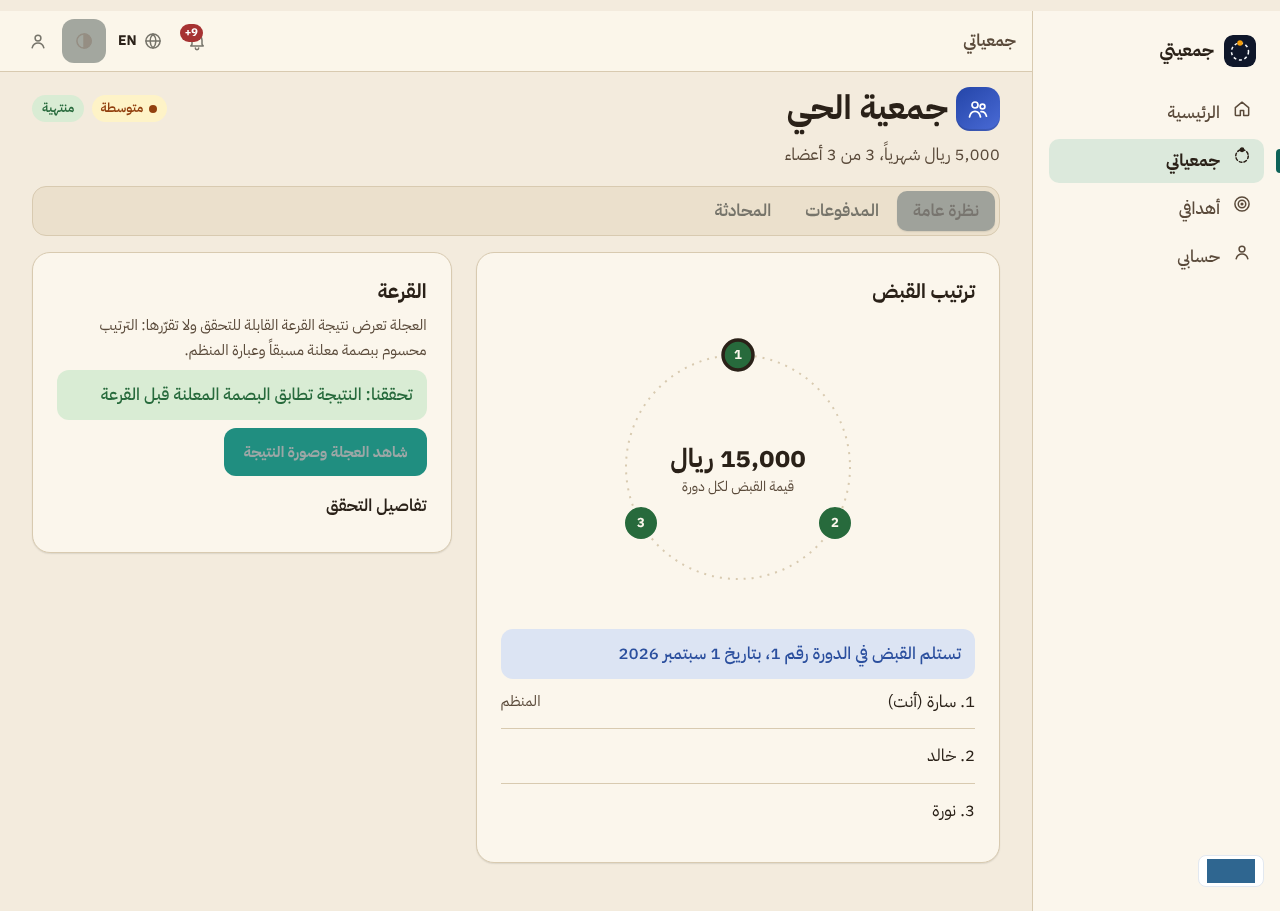 جمعيتي
الرئيسية
جمعياتي
أهدافي
حسابي
جمعياتي
+9
EN
جمعية الحي
متوسطة
منتهية
5,000 ريال شهرياً، 3 من 3 أعضاء
نظرة عامة
المدفوعات
المحادثة
ترتيب القبض
1
15,000 ريال
قيمة القبض لكل دورة
2
3
تستلم القبض في الدورة رقم 1، بتاريخ 1 سبتمبر 2026
1. سارة (أنت)
المنظم
2. خالد
3. نورة
القرعة
العجلة تعرض نتيجة القرعة القابلة للتحقق ولا تقرّرها: الترتيب
محسوم ببصمة معلنة مسبقاً وعبارة المنظم.
تحققنا: النتيجة تطابق البصمة المعلنة قبل القرعة
شاهد العجلة وصورة النتيجة
تفاصيل التحقق